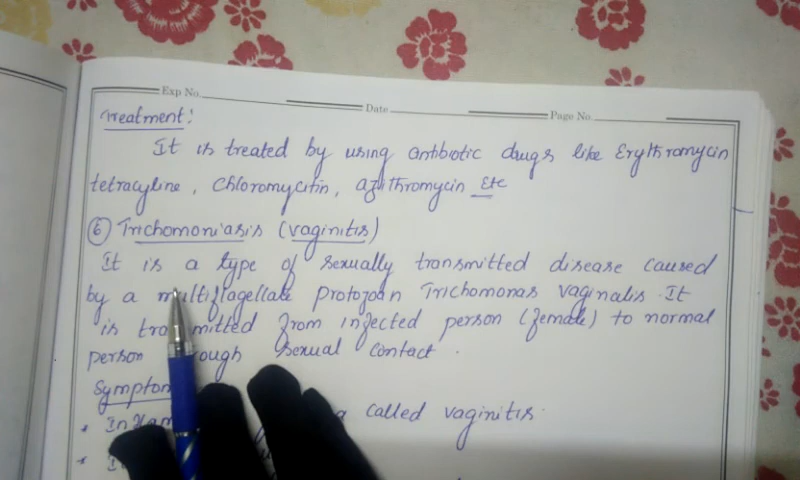 Exp No.
Date
Page No.
Treatment:
It is treated by using antibiotic drugs like Erythromycin
tetracyline, chloromycitin, azithromycin Etc
⑥ Trichomoniasis (vaginitis)
It is a type of sexually transmitted disease caused
by a multiflagellate protozoan Trichomonas vaginalis. It
is transmitted from infected person (female) to normal
person through sexual contact.
Symptom
* called vaginitis.
*